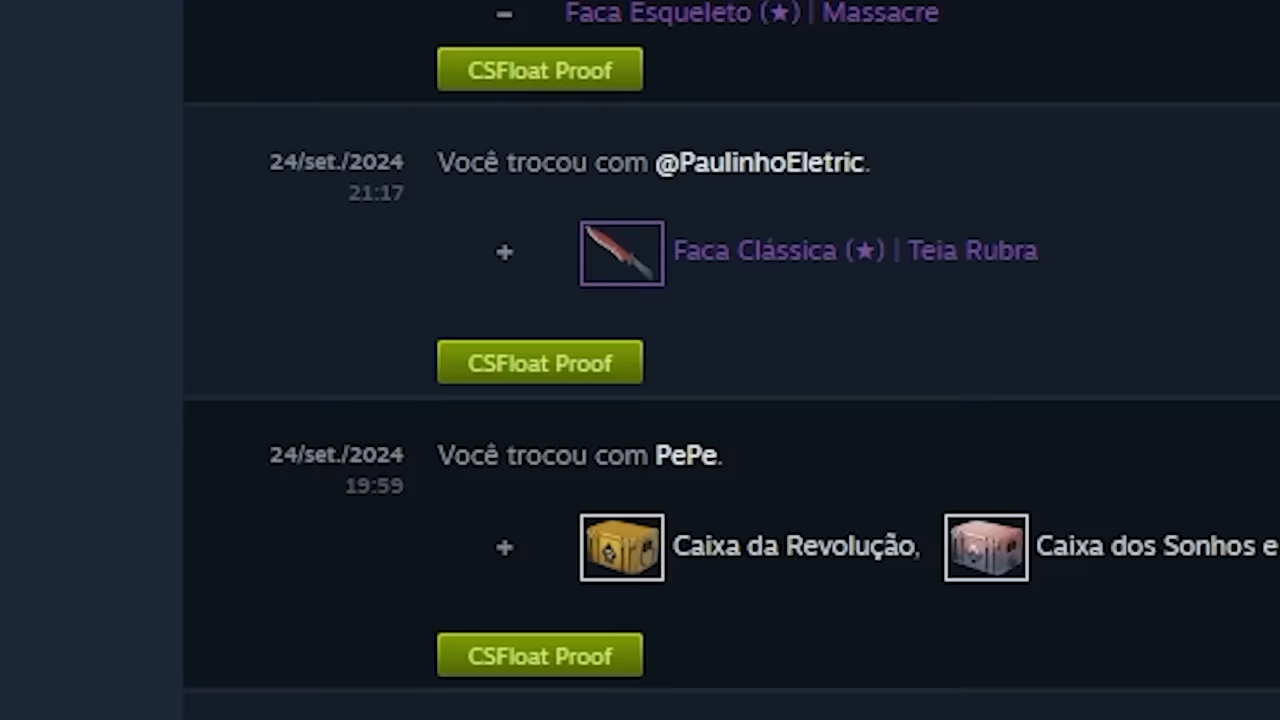 − Faca Esqueleto (★) | Massacre
CSFloat Proof
24/set./2024 Você trocou com @PaulinhoEletric.
21:17
+ Faca Clássica (★) | Teia Rubra
CSFloat Proof
24/set./2024 Você trocou com PePe.
19:59
+ Caixa da Revolução, Caixa dos Sonhos e
CSFloat Proof